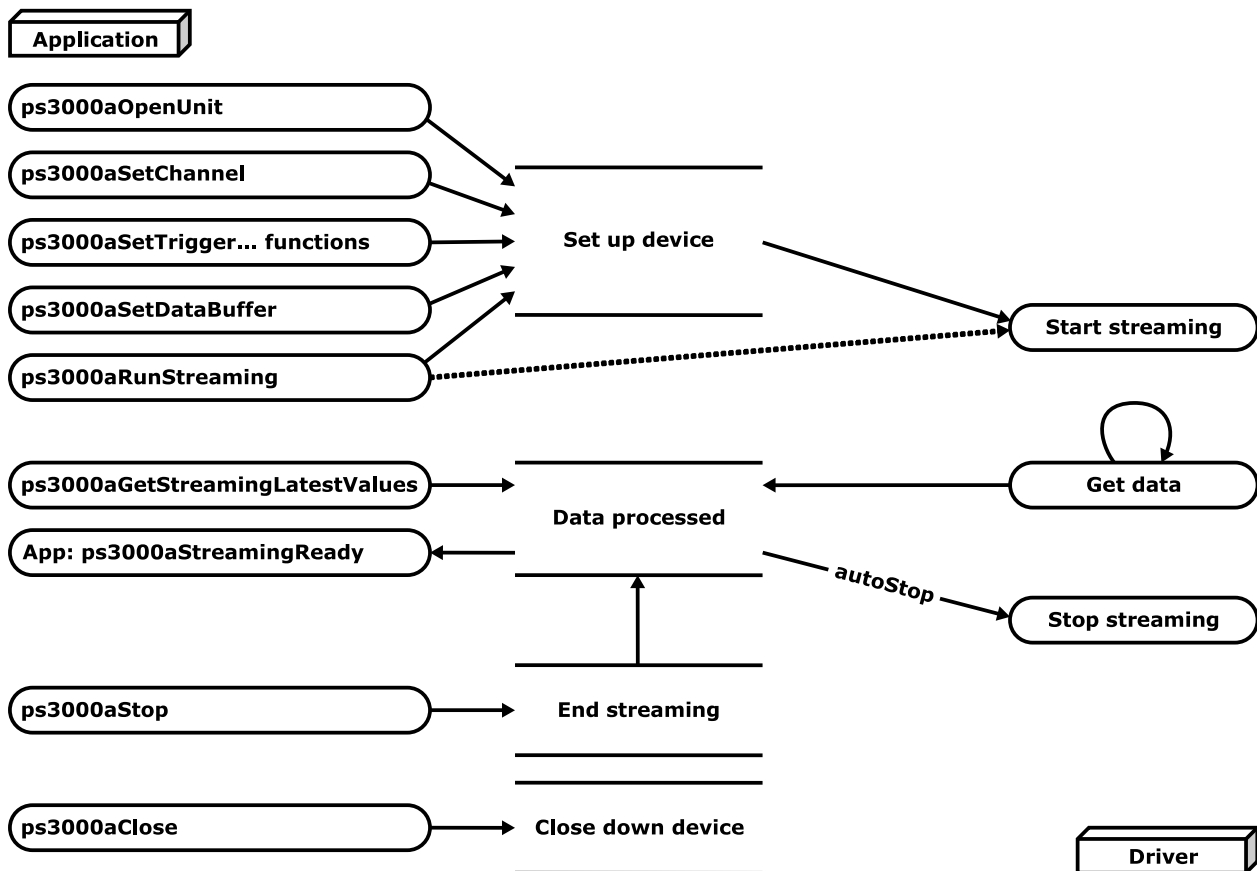 Application
ps3000aOpenUnit
ps3000aSetChannel
ps3000aSetTrigger... functions
Set up device
ps3000aSetDataBuffer
Start streaming
ps3000aRunStreaming
ps3000aGetStreamingLatestValues
Get data
Data processed
App: ps3000aStreamingReady
autoStop
Stop streaming
ps3000aStop
End streaming
ps3000aClose
Close down device
Driver